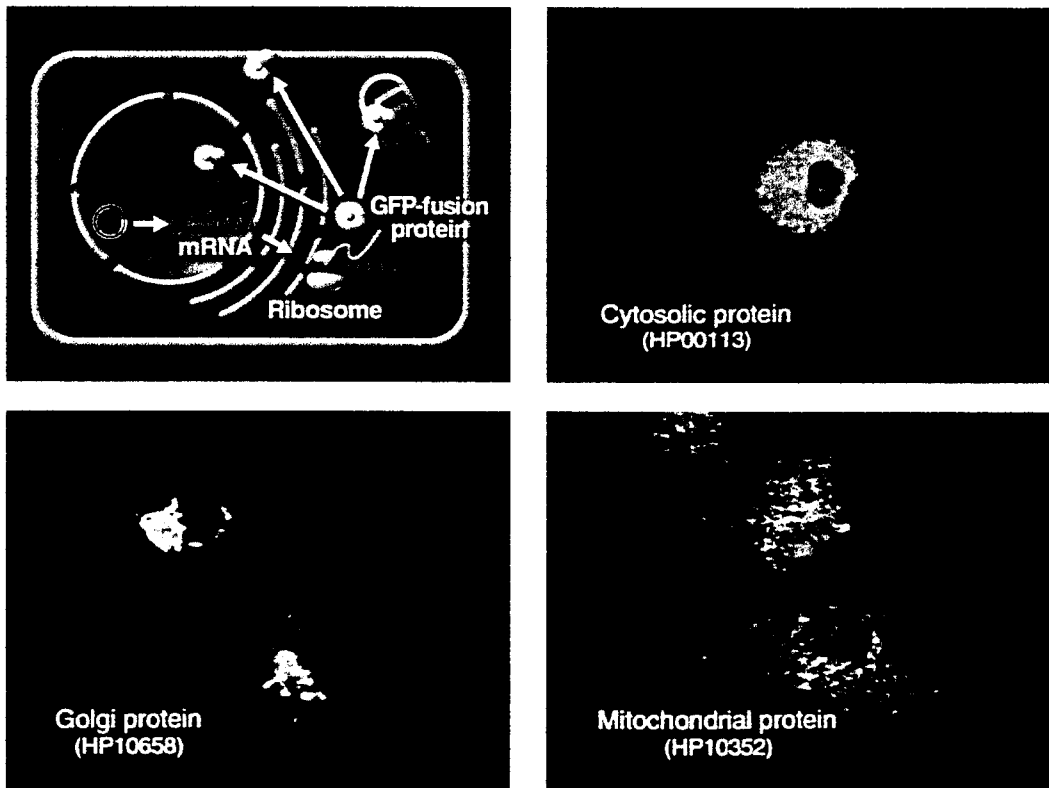 GFP-fusion
protein
mRNA
Ribosome
Cytosolic protein
(HP00113)
Golgi protein
(HP10658)
Mitochondrial protein
(HP10352)